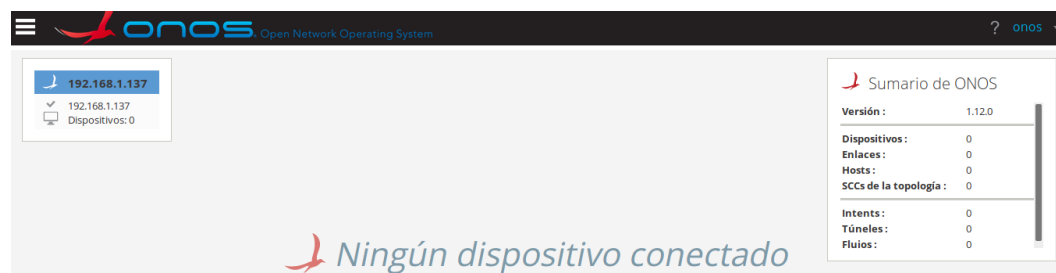 onos. Open Network Operating System
? onos
192.168.1.137
192.168.1.137
Dispositivos: 0
Sumario de ONOS
Versión : 1.12.0
Dispositivos : 0
Enlaces : 0
Hosts : 0
SCCs de la topología : 0
Intents : 0
Túneles : 0
Flujos : 0
Ningún dispositivo conectado